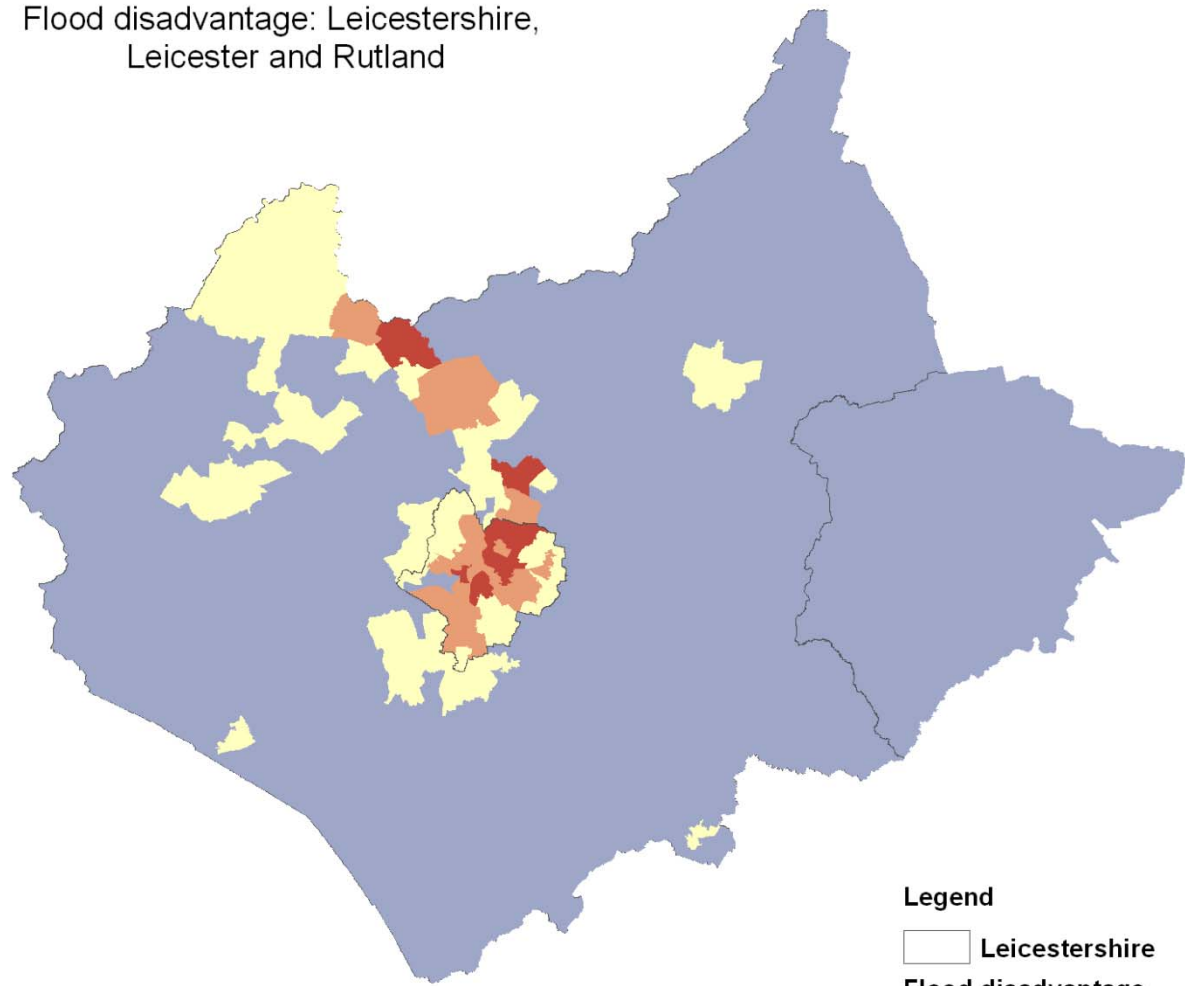 Flood disadvantage: Leicestershire,
Leicester and Rutland
Legend
Leicestershire
Flood disadvantage